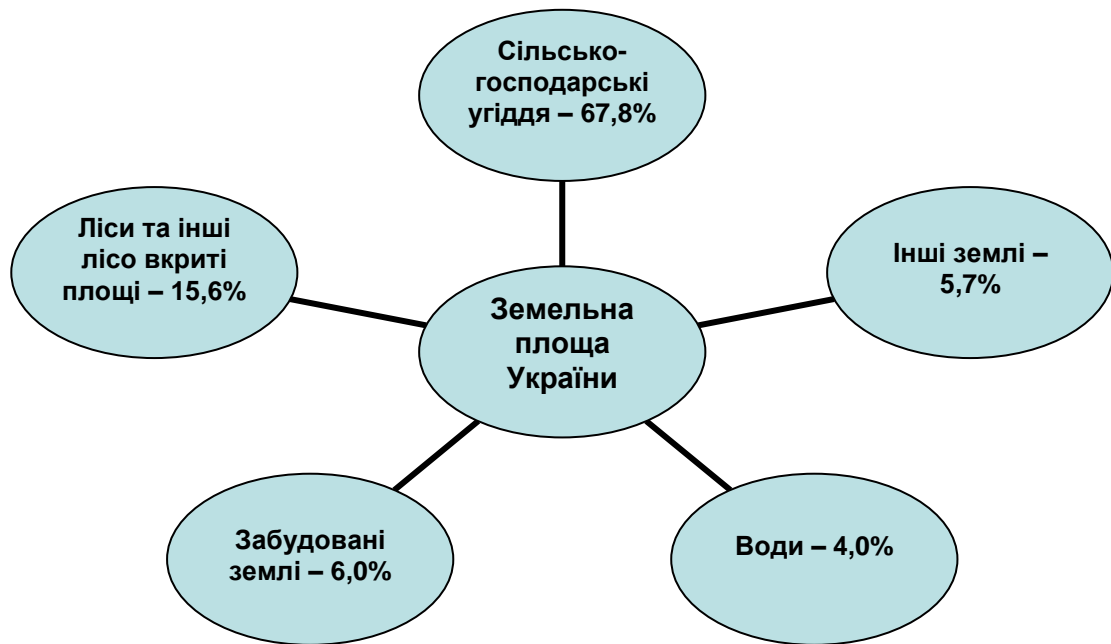 Сільсько-
господарські
угіддя – 67,8%
Ліси та інші
лісо вкриті
площі – 15,6%
Інші землі –
5,7%
Земельна
площа
України
Забудовані
землі – 6,0%
Води – 4,0%